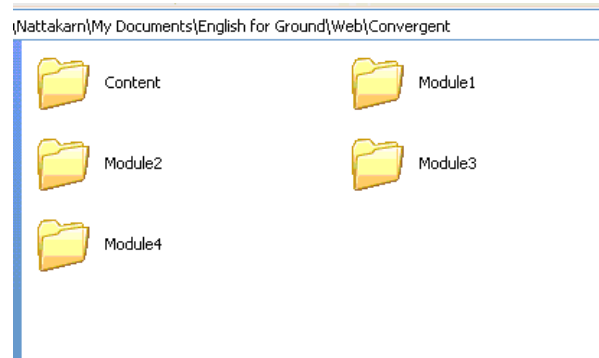 \Nattakarn\My Documents\English for Ground\Web\Convergent
Content
Module1
Module2
Module3
Module4